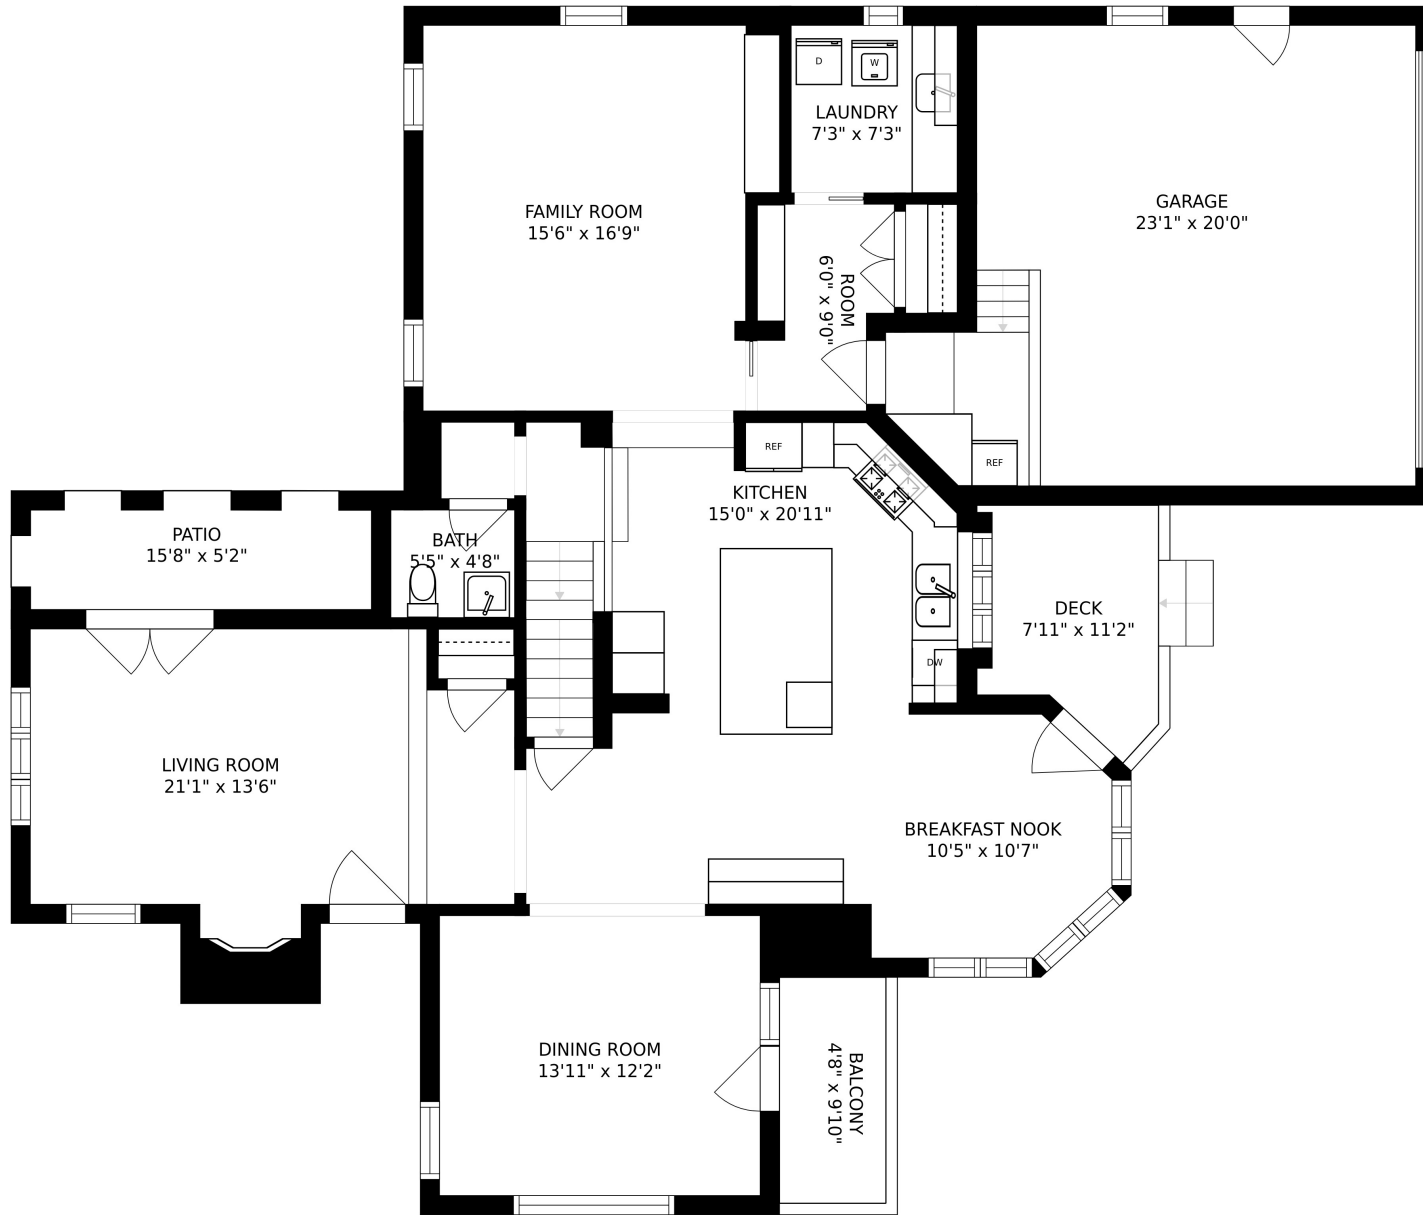 D
W
LAUNDRY
7'3" x 7'3"
FAMILY ROOM
15'6" x 16'9"
GARAGE
23'1" x 20'0"
ROOM
6'0" x 9'0"
REF
REF
KITCHEN
15'0" x 20'11"
PATIO
15'8" x 5'2"
BATH
5'5" x 4'8"
DECK
7'11" x 11'2"
DW
LIVING ROOM
21'1" x 13'6"
BREAKFAST NOOK
10'5" x 10'7"
DINING ROOM
13'11" x 12'2"
BALCONY
4'8" x 9'10"